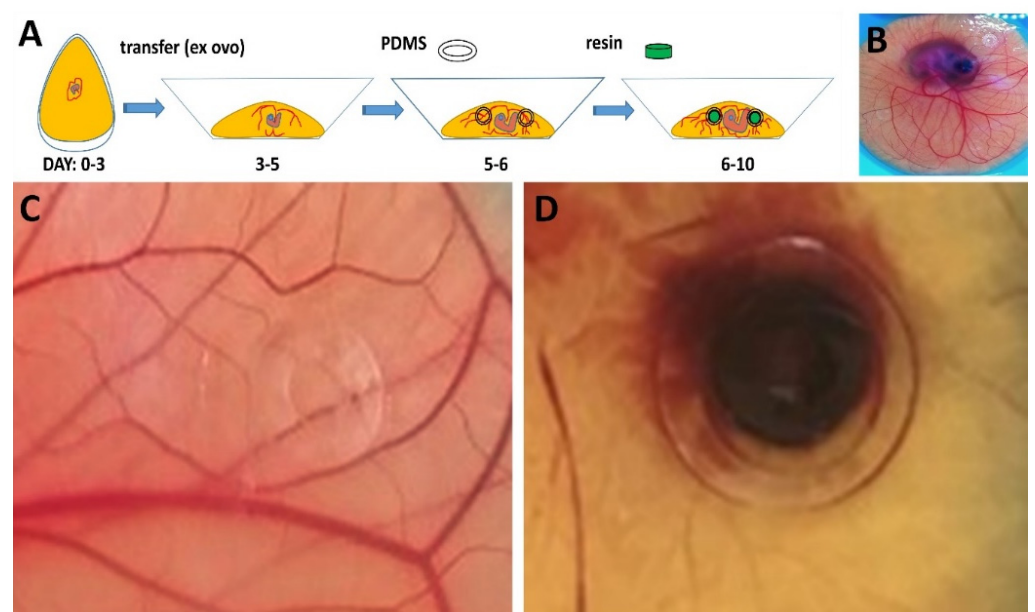 A
transfer (ex ovo)
PDMS
resin
B
DAY: 0-3
3-5
5-6
6-10
C
D